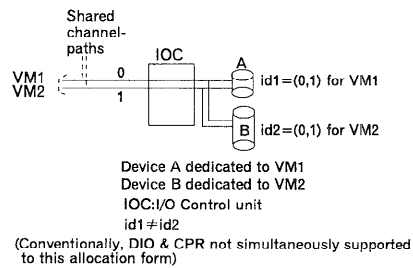 Shared
channel-
paths
IOC
A
VM1
0
id1=(0,1) for VM1
VM2
1
B
id2=(0,1) for VM2
Device A dedicated to VM1
Device B dedicated to VM2
IOC:I/O Control unit
id1≠id2
(Conventionally, DIO & CPR not simultaneously supported
to this allocation form)